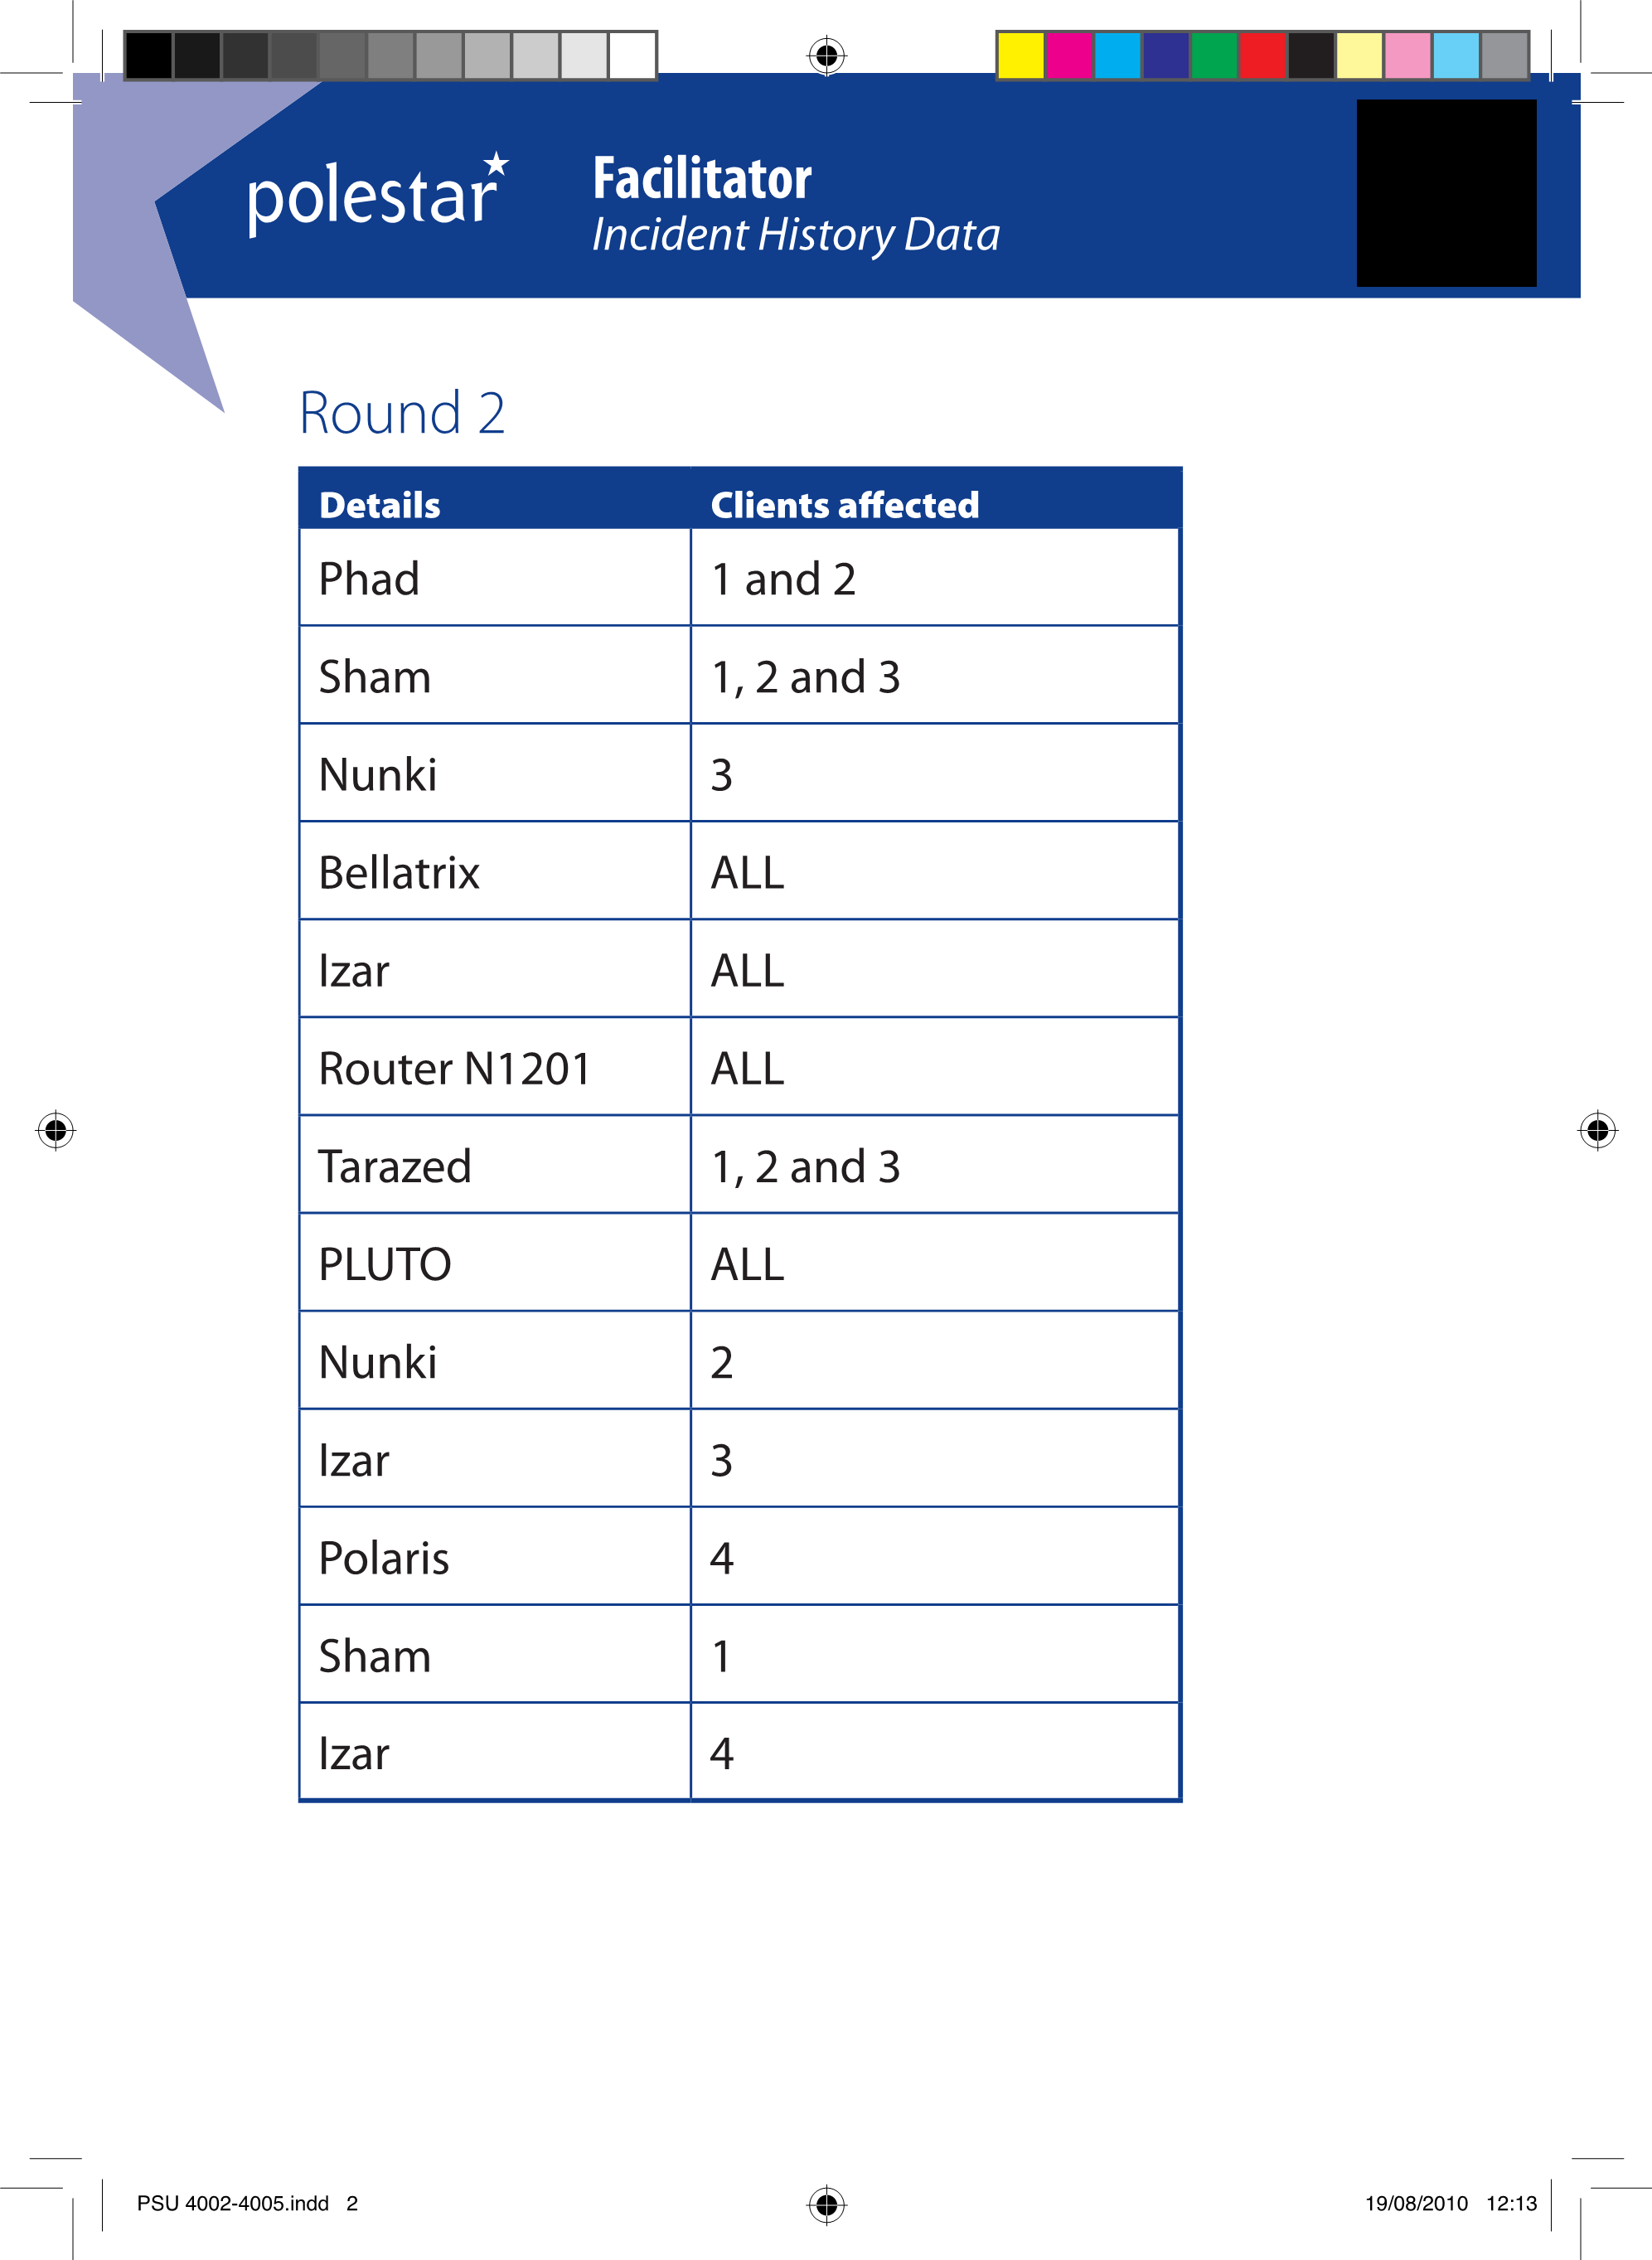 polestar
Facilitator
Incident History Data
Round 2
Details Clients affected
Phad 1 and 2
Sham 1, 2 and 3
Nunki 3
Bellatrix ALL
Izar ALL
Router N1201 ALL
Tarazed 1, 2 and 3
PLUTO ALL
Nunki 2
Izar 3
Polaris 4
Sham 1
Izar 4
PSU 4002-4005.indd 2 19/08/2010 12:13